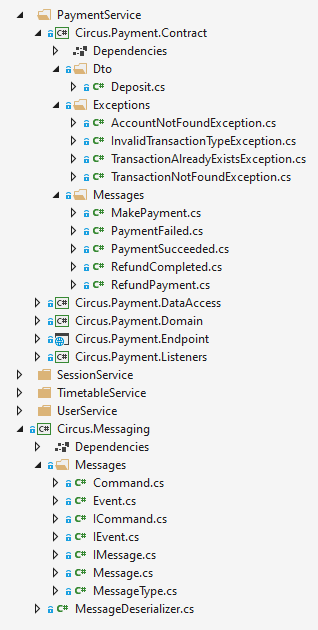 PaymentService
Circus.Payment.Contract
Dependencies
Dto
Deposit.cs
Exceptions
AccountNotFoundException.cs
InvalidTransactionTypeException.cs
TransactionAlreadyExistsException.cs
TransactionNotFoundException.cs
Messages
MakePayment.cs
PaymentFailed.cs
PaymentSucceeded.cs
RefundCompleted.cs
RefundPayment.cs
Circus.Payment.DataAccess
Circus.Payment.Domain
Circus.Payment.Endpoint
Circus.Payment.Listeners
SessionService
TimetableService
UserService
Circus.Messaging
Dependencies
Messages
Command.cs
Event.cs
ICommand.cs
IEvent.cs
IMessage.cs
Message.cs
MessageType.cs
MessageDeserializer.cs